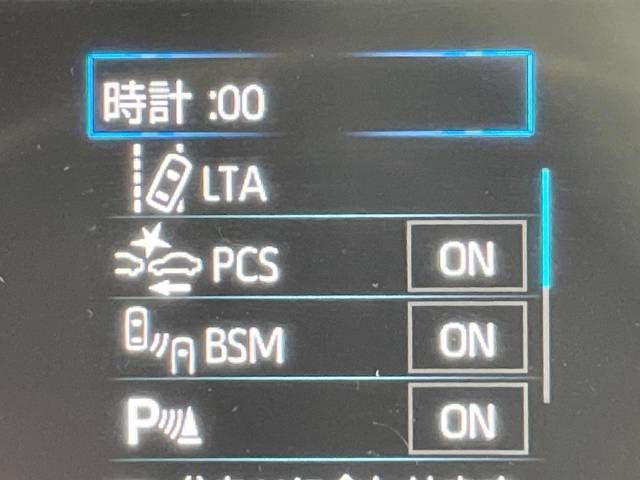 時計 :00
LTA
PCS ON
BSM ON
P ON